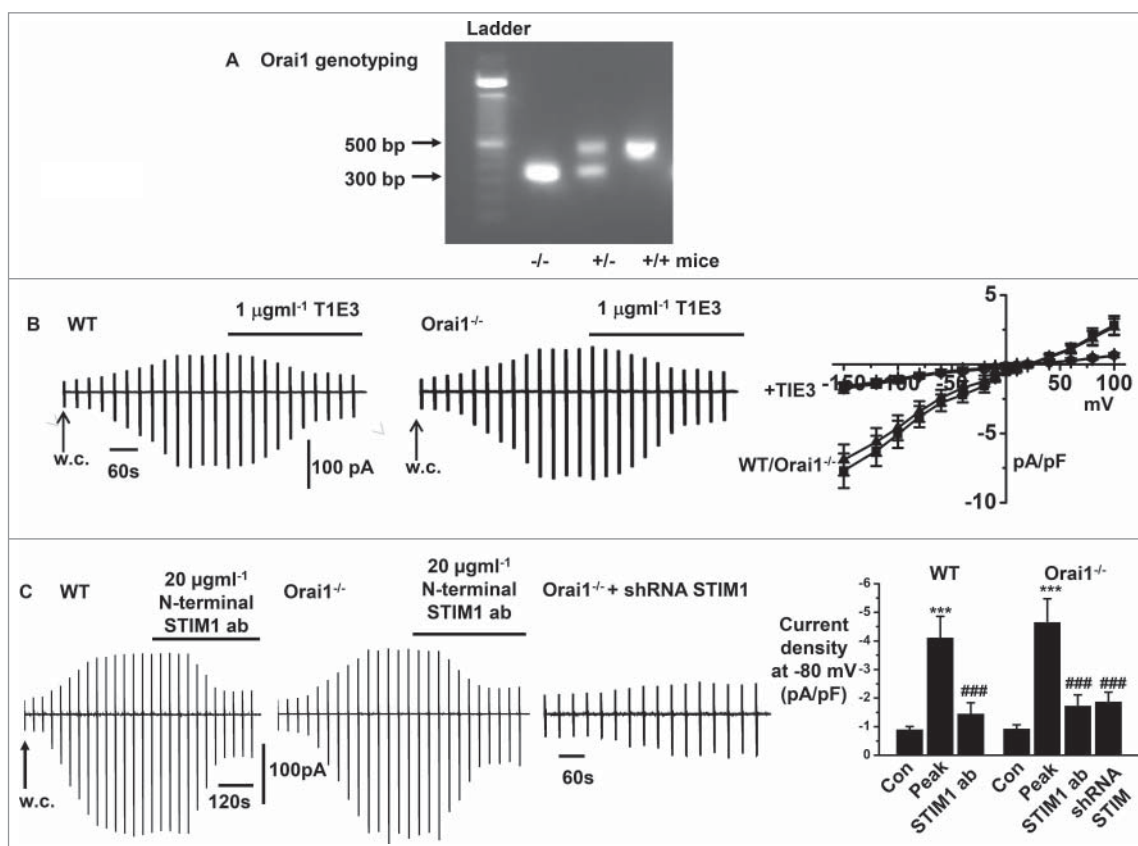 Ladder
A Orai1 genotyping
500 bp
300 bp
-/- +/- +/+ mice
B WT
1 µgml-1 T1E3
Orai1-/-
1 µgml-1 T1E3
w.c.
60s
100 pA
w.c.
5
-150 -100 -50 50 100
mV
+TIE3
-5
WT/Orai1-/-
pA/pF
-10
C WT
20 µgml-1
N-terminal
STIM1 ab
Orai1-/-
20 µgml-1
N-terminal
STIM1 ab
Orai1-/- + shRNA STIM1
w.c.
120s
100pA
60s
WT Orai1-/-
Current
density
at -80 mV
(pA/pF)
-6
-5
-4
-3
-2
-1
0
*** ***
### ### ###
Con
Peak
STIM1 ab
Con
Peak
STIM1 ab
shRNA
STIM